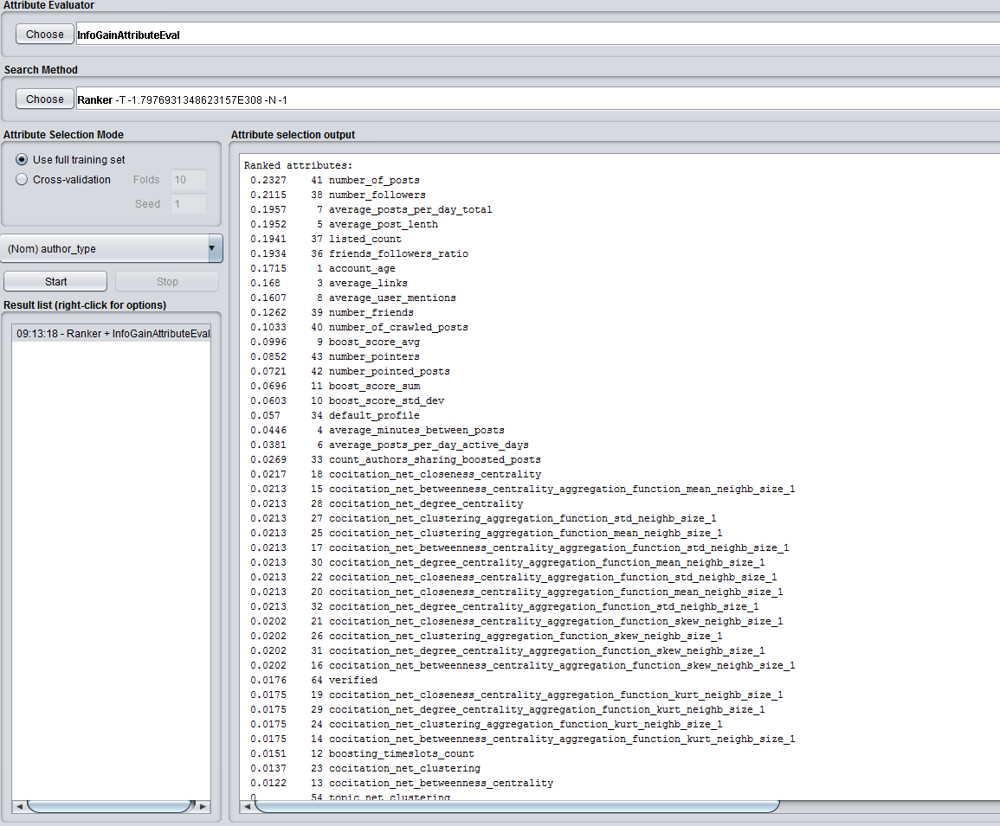 Attribute Evaluator
Choose InfoGainAttributeEval
Search Method
Choose Ranker -T -1.7976931348623157E308 -N -1
Attribute Selection Mode
Use full training set
Cross-validation Folds 10
Seed 1
(Nom) author_type
Start Stop
Result list (right-click for options)
09:13:18 - Ranker + InfoGainAttributeEval
Attribute selection output
Ranked attributes:
0.2327 41 number_of_posts
0.2115 38 number_followers
0.1957 7 average_posts_per_day_total
0.1952 5 average_post_lenth
0.1941 37 listed_count
0.1934 36 friends_followers_ratio
0.1715 1 account_age
0.168 3 average_links
0.1607 8 average_user_mentions
0.1262 39 number_friends
0.1033 40 number_of_crawled_posts
0.0996 9 boost_score_avg
0.0852 43 number_pointers
0.0721 42 number_pointed_posts
0.0696 11 boost_score_sum
0.0603 10 boost_score_std_dev
0.057 34 default_profile
0.0446 4 average_minutes_between_posts
0.0381 6 average_posts_per_day_active_days
0.0269 33 count_authors_sharing_boosted_posts
0.0217 18 cocitation_net_closeness_centrality
0.0213 15 cocitation_net_betweenness_centrality_aggregation_function_mean_neighb_size_1
0.0213 28 cocitation_net_degree_centrality
0.0213 27 cocitation_net_clustering_aggregation_function_std_neighb_size_1
0.0213 25 cocitation_net_clustering_aggregation_function_mean_neighb_size_1
0.0213 17 cocitation_net_betweenness_centrality_aggregation_function_std_neighb_size_1
0.0213 30 cocitation_net_degree_centrality_aggregation_function_mean_neighb_size_1
0.0213 22 cocitation_net_closeness_centrality_aggregation_function_std_neighb_size_1
0.0213 20 cocitation_net_closeness_centrality_aggregation_function_mean_neighb_size_1
0.0213 32 cocitation_net_degree_centrality_aggregation_function_std_neighb_size_1
0.0202 21 cocitation_net_closeness_centrality_aggregation_function_skew_neighb_size_1
0.0202 26 cocitation_net_clustering_aggregation_function_skew_neighb_size_1
0.0202 31 cocitation_net_degree_centrality_aggregation_function_skew_neighb_size_1
0.0202 16 cocitation_net_betweenness_centrality_aggregation_function_skew_neighb_size_1
0.0176 64 verified
0.0175 19 cocitation_net_closeness_centrality_aggregation_function_kurt_neighb_size_1
0.0175 29 cocitation_net_degree_centrality_aggregation_function_kurt_neighb_size_1
0.0175 24 cocitation_net_clustering_aggregation_function_kurt_neighb_size_1
0.0175 14 cocitation_net_betweenness_centrality_aggregation_function_kurt_neighb_size_1
0.0151 12 boosting_timeslots_count
0.0137 23 cocitation_net_clustering
0.0122 13 cocitation_net_betweenness_centrality
0 54 topic_net_clustering